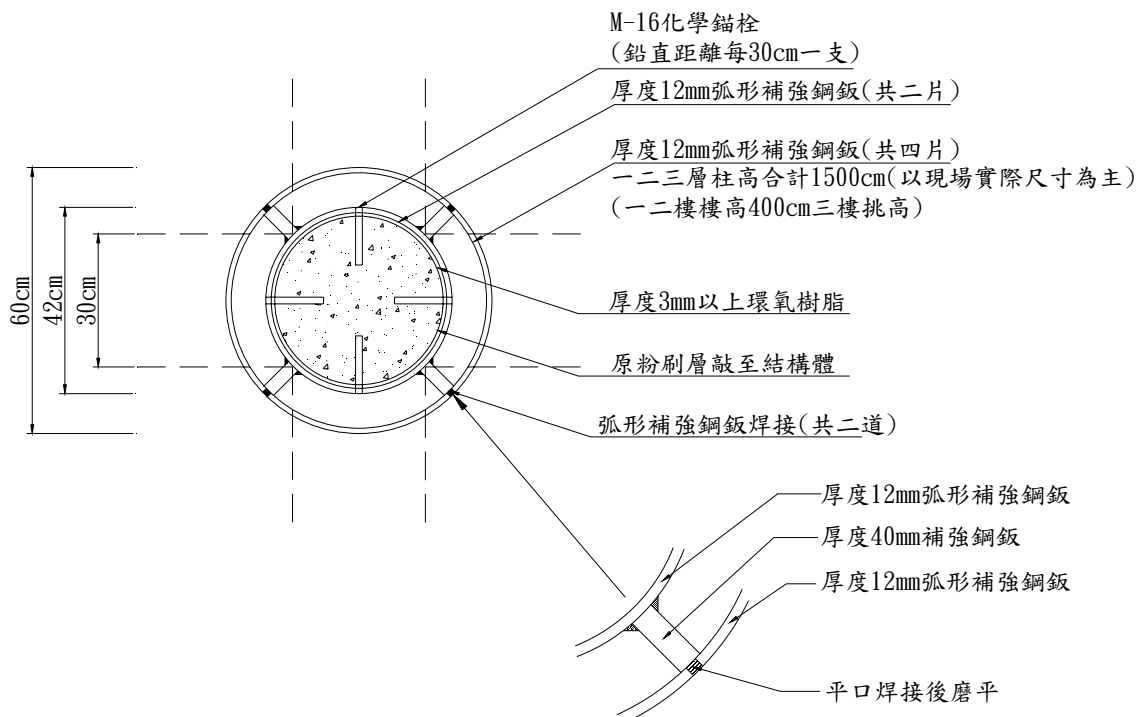 M-16化學錨栓
(鉛直距離每30cm一支)
厚度12mm弧形補強鋼鈑(共二片)
厚度12mm弧形補強鋼鈑(共四片)
一二三層柱高合計1500cm(以現場實際尺寸為主)
(一二樓樓高400cm三樓挑高)
60cm
42cm
30cm
厚度3mm以上環氧樹脂
原粉刷層敲至結構體
弧形補強鋼鈑焊接(共二道)
厚度12mm弧形補強鋼鈑
厚度40mm補強鋼鈑
厚度12mm弧形補強鋼鈑
平口焊接後磨平